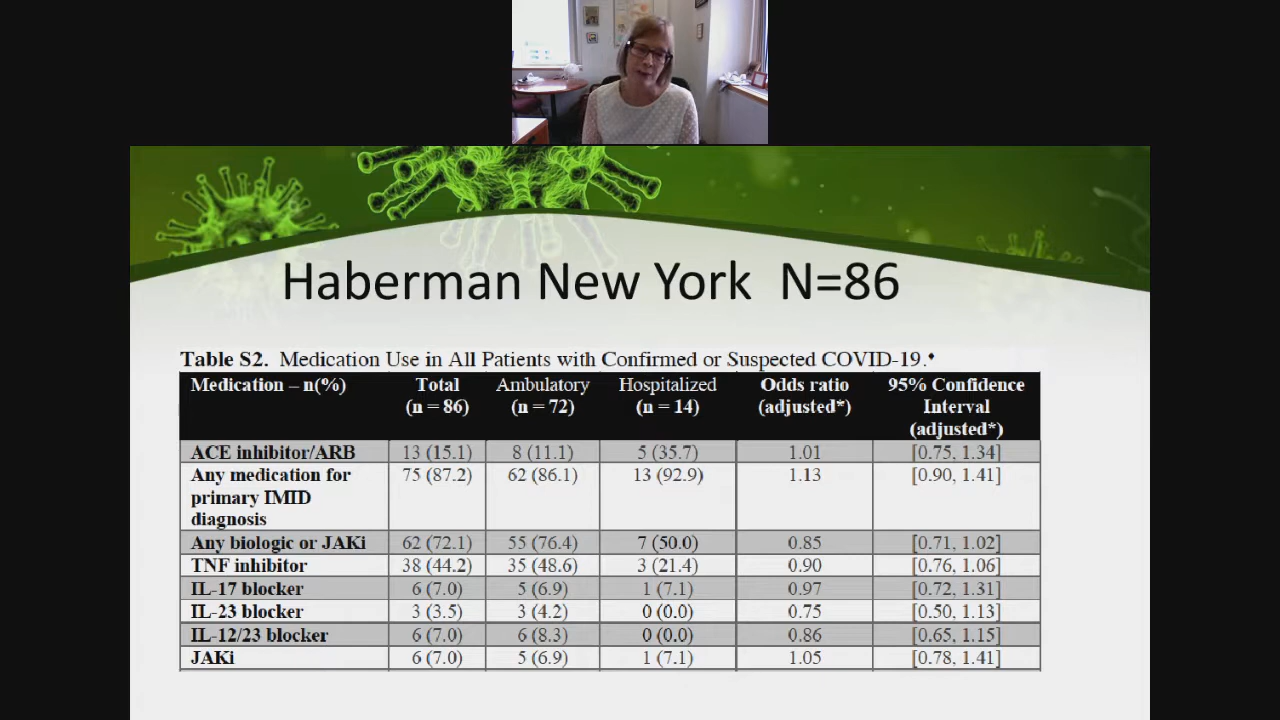 Haberman New York N=86
Table S2. Medication Use in All Patients with Confirmed or Suspected COVID-19.♦
Medication – n(%) Total (n = 86) Ambulatory (n = 72) Hospitalized (n = 14) Odds ratio (adjusted*) 95% Confidence Interval (adjusted*)
ACE inhibitor/ARB 13 (15.1) 8 (11.1) 5 (35.7) 1.01 [0.75, 1.34]
Any medication for primary IMID diagnosis 75 (87.2) 62 (86.1) 13 (92.9) 1.13 [0.90, 1.41]
Any biologic or JAKi 62 (72.1) 55 (76.4) 7 (50.0) 0.85 [0.71, 1.02]
TNF inhibitor 38 (44.2) 35 (48.6) 3 (21.4) 0.90 [0.76, 1.06]
IL-17 blocker 6 (7.0) 5 (6.9) 1 (7.1) 0.97 [0.72, 1.31]
IL-23 blocker 3 (3.5) 3 (4.2) 0 (0.0) 0.75 [0.50, 1.13]
IL-12/23 blocker 6 (7.0) 6 (8.3) 0 (0.0) 0.86 [0.65, 1.15]
JAKi 6 (7.0) 5 (6.9) 1 (7.1) 1.05 [0.78, 1.41]